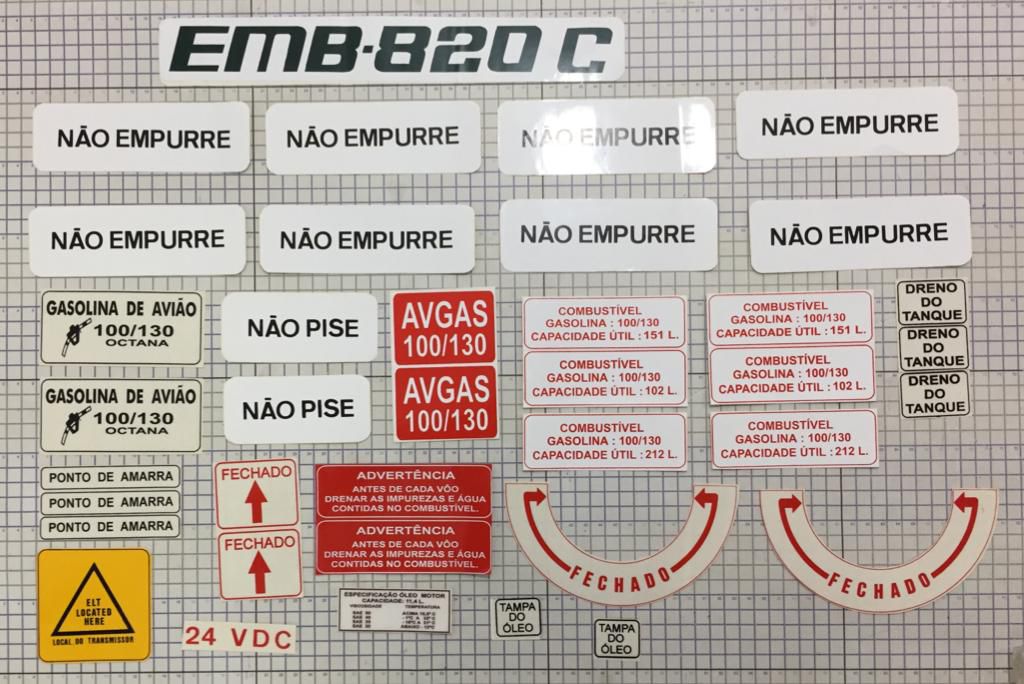 EMB-820 C
NÃO EMPURRE
NÃO EMPURRE
NÃO EMPURRE
NÃO EMPURRE
NÃO EMPURRE
NÃO EMPURRE
NÃO EMPURRE
NÃO EMPURRE
GASOLINA DE AVIÃO
100/130
OCTANA
NÃO PISE
AVGAS
100/130
COMBUSTÍVEL
GASOLINA : 100/130
CAPACIDADE ÚTIL : 151 L.
COMBUSTÍVEL
GASOLINA : 100/130
CAPACIDADE ÚTIL : 151 L.
DRENO
DO
TANQUE
DRENO
DO
TANQUE
DRENO
DO
TANQUE
GASOLINA DE AVIÃO
100/130
OCTANA
NÃO PISE
AVGAS
100/130
COMBUSTÍVEL
GASOLINA : 100/130
CAPACIDADE ÚTIL : 102 L.
COMBUSTÍVEL
GASOLINA : 100/130
CAPACIDADE ÚTIL : 102 L.
COMBUSTÍVEL
GASOLINA : 100/130
CAPACIDADE ÚTIL : 212 L.
COMBUSTÍVEL
GASOLINA : 100/130
CAPACIDADE ÚTIL : 212 L.
PONTO DE AMARRA
PONTO DE AMARRA
PONTO DE AMARRA
FECHADO
FECHADO
ADVERTÊNCIA
ANTES DE CADA VÔO
DRENAR AS IMPUREZAS E ÁGUA
CONTIDAS NO COMBUSTÍVEL.
ADVERTÊNCIA
ANTES DE CADA VÔO
DRENAR AS IMPUREZAS E ÁGUA
CONTIDAS NO COMBUSTÍVEL.
FECHADO
FECHADO
ELT
LOCATED
HERE
LOCAL DO TRANSMISSOR
24 VDC
ESPECIFICAÇÃO ÓLEO MOTOR
CAPACIDADE: 11,4 L.
VISCOSIDADE TEMPERATURA
TAMPA
DO
ÓLEO
TAMPA
DO
ÓLEO